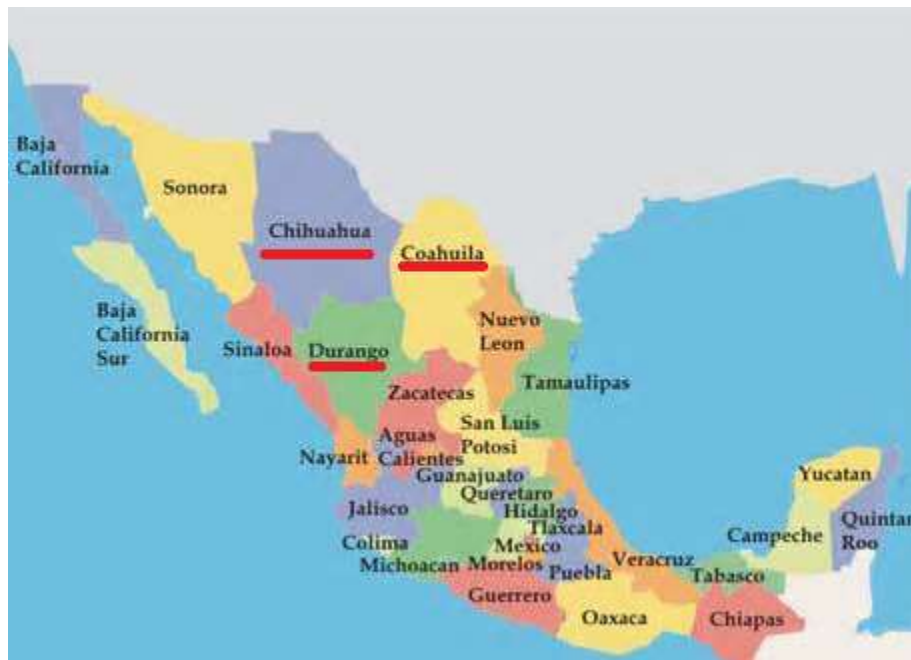 Baja
California
Sonora
Chihuahua
Coahuila
Baja
California
Sur
Sinaloa
Durango
Nuevo
Leon
Tamaulipas
Zacatecas
San Luis
Potosi
Nayarit
Aguas
Calientes
Guanajuato
Queretaro
Hidalgo
Tlaxcala
Jalisco
Colima
Michoacan
Mexico
Morelos
Puebla
Veracruz
Guerrero
Oaxaca
Tabasco
Chiapas
Campeche
Yucatan
Quintan
Roo